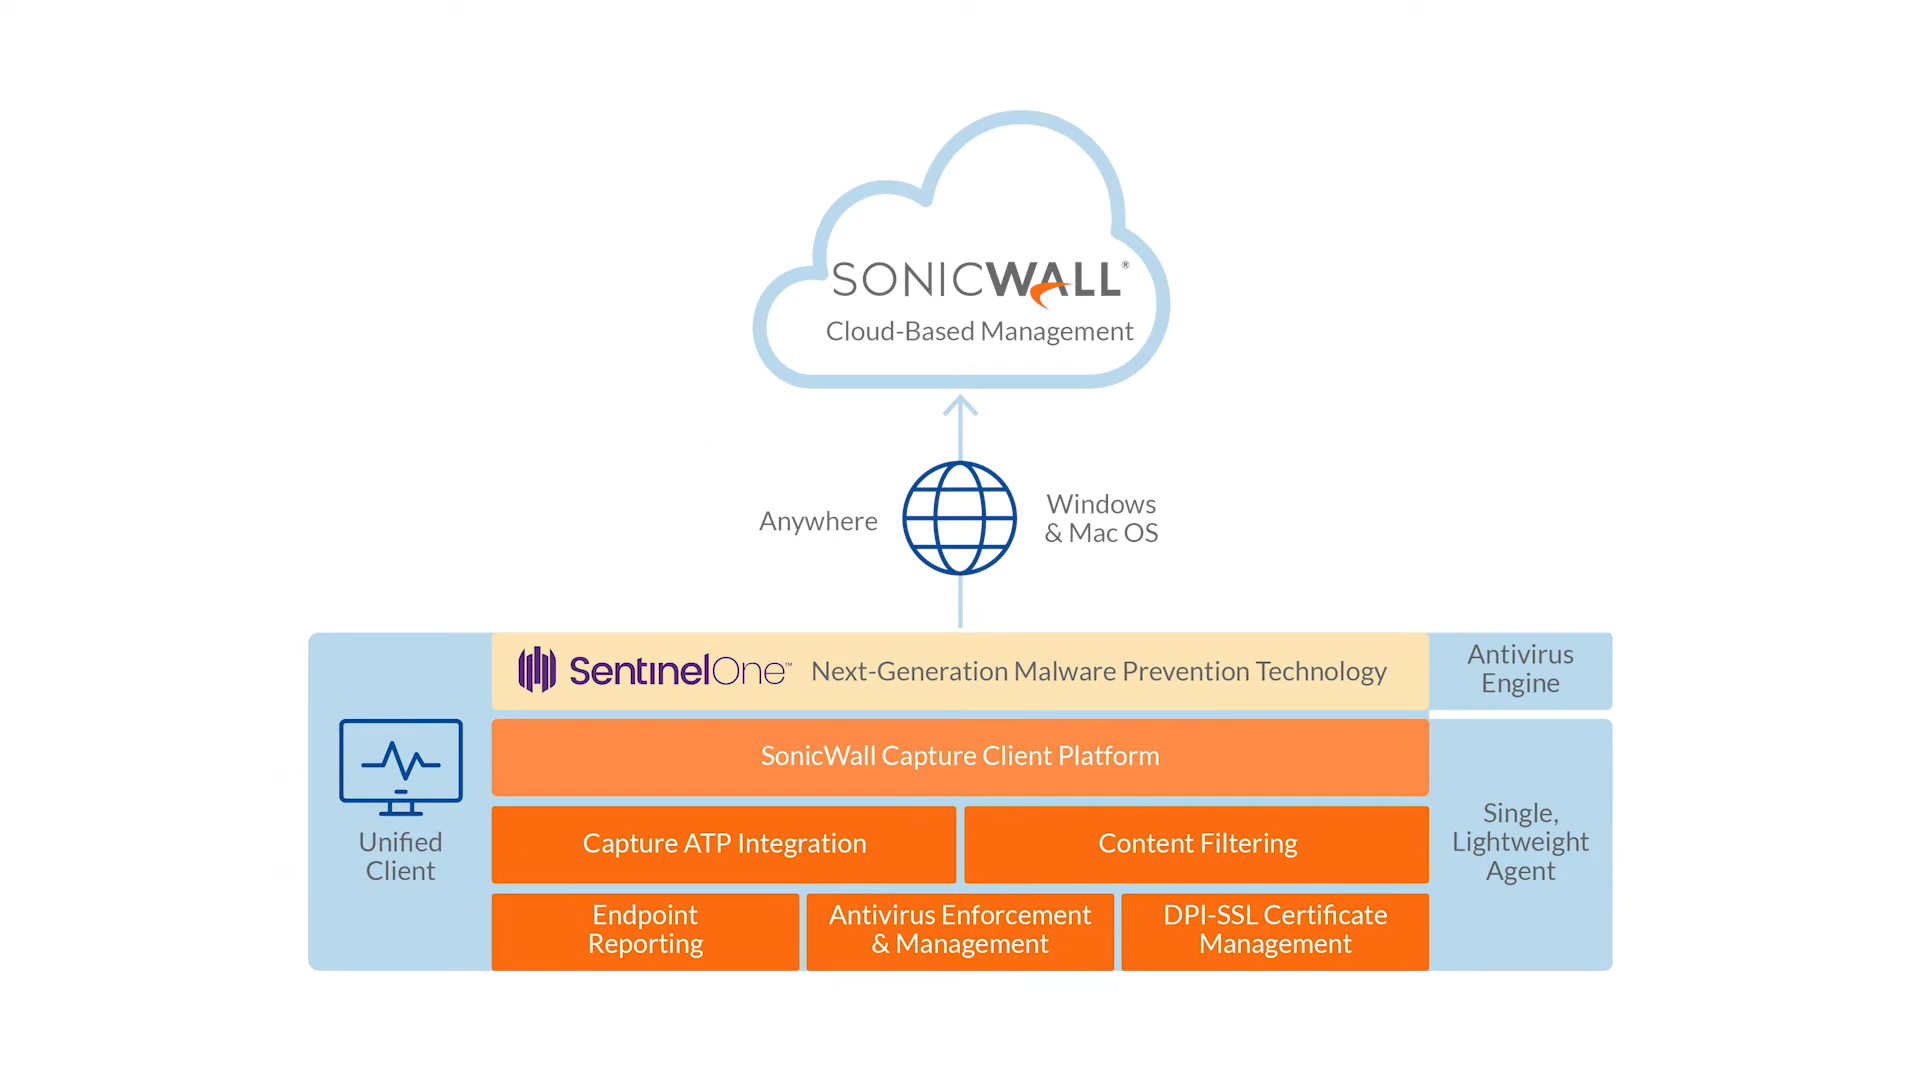 SONICWALL®
Cloud-Based Management
Anywhere
Windows
& Mac OS
SentinelOne™ Next-Generation Malware Prevention Technology
Antivirus
Engine
SonicWall Capture Client Platform
Unified
Client
Capture ATP Integration
Content Filtering
Single,
Lightweight
Agent
Endpoint
Reporting
Antivirus Enforcement
& Management
DPI-SSL Certificate
Management